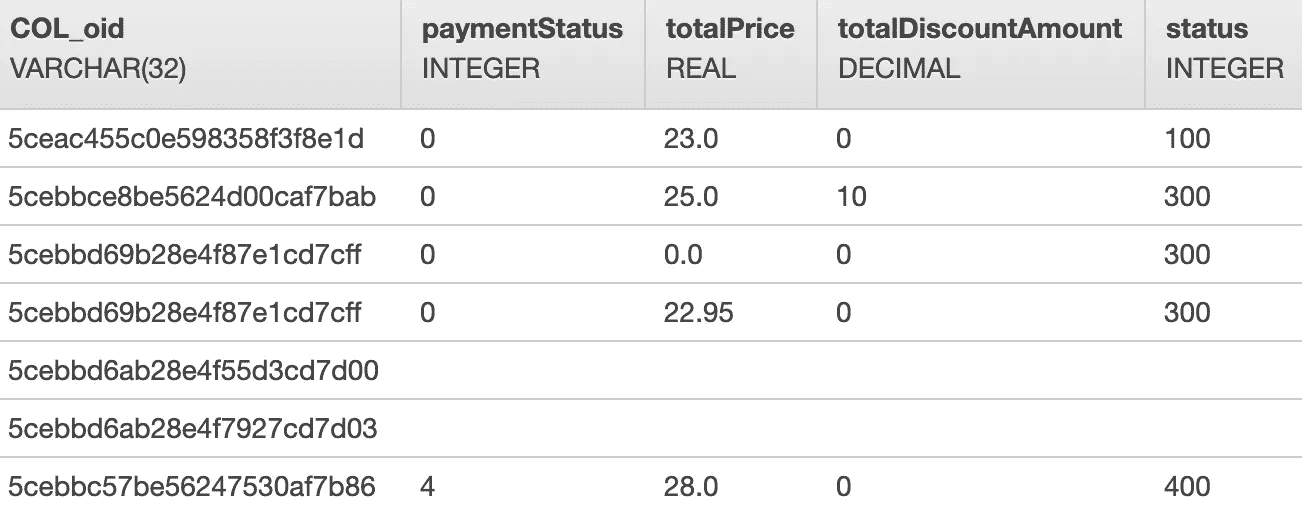 COL_oid paymentStatus totalPrice totalDiscountAmount status
VARCHAR(32) INTEGER REAL DECIMAL INTEGER
5ceac455c0e598358f3f8e1d 0 23.0 0 100
5cebbce8be5624d00caf7bab 0 25.0 10 300
5cebbd69b28e4f87e1cd7cff 0 0.0 0 300
5cebbd69b28e4f87e1cd7cff 0 22.95 0 300
5cebbd6ab28e4f55d3cd7d00
5cebbd6ab28e4f7927cd7d03
5cebbc57be56247530af7b86 4 28.0 0 400